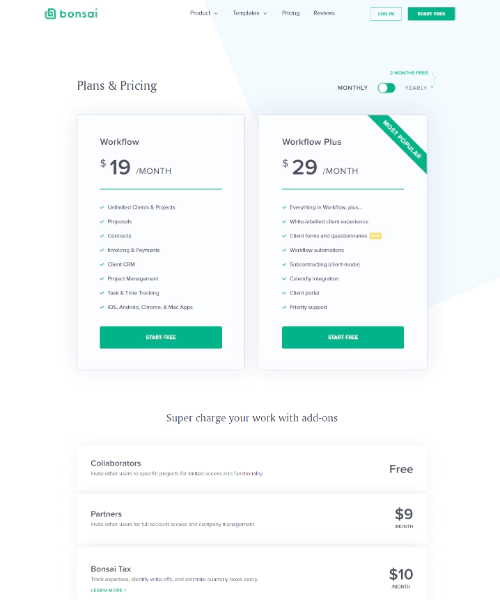 bonsai
Product Templates Pricing Reviews LOG IN START FREE
2 MONTHS FREE
Plans & Pricing
MONTHLY YEARLY
MOST POPULAR
Workflow
$ 19 /MONTH
Unlimited Clients & Projects
Proposals
Contracts
Invoicing & Payments
Client CRM
Project Management
Task & Time Tracking
iOS, Android, Chrome, & Mac Apps
START FREE
Workflow Plus
$ 29 /MONTH
Everything in Workflow, plus...
White-labelled client experience
Client forms and questionnaires NEW
Workflow automations
Subcontracting (client-mode)
Calendly integration
Client portal
Priority support
START FREE
Super charge your work with add-ons
Collaborators
Invite other users to specific projects for limited access and functionality.
Free
Partners
Invite other users for full account access and company management.
$9
/MONTH
Bonsai Tax
Track expenses, identify write-offs, and estimate quarterly taxes easily.
LEARN MORE
$10
/MONTH